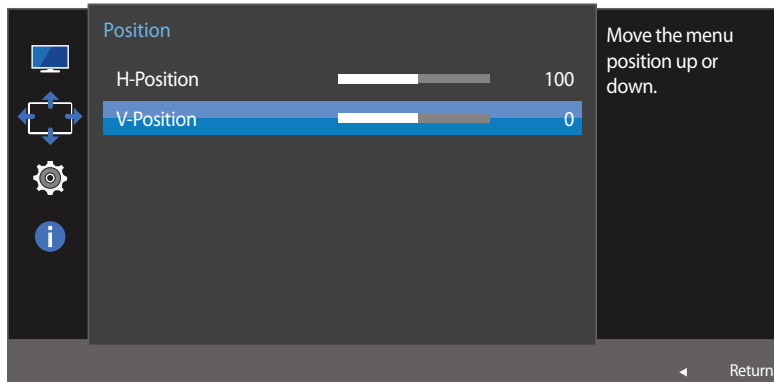 Position
H-Position 100
V-Position 0
Move the menu
position up or
down.
Return